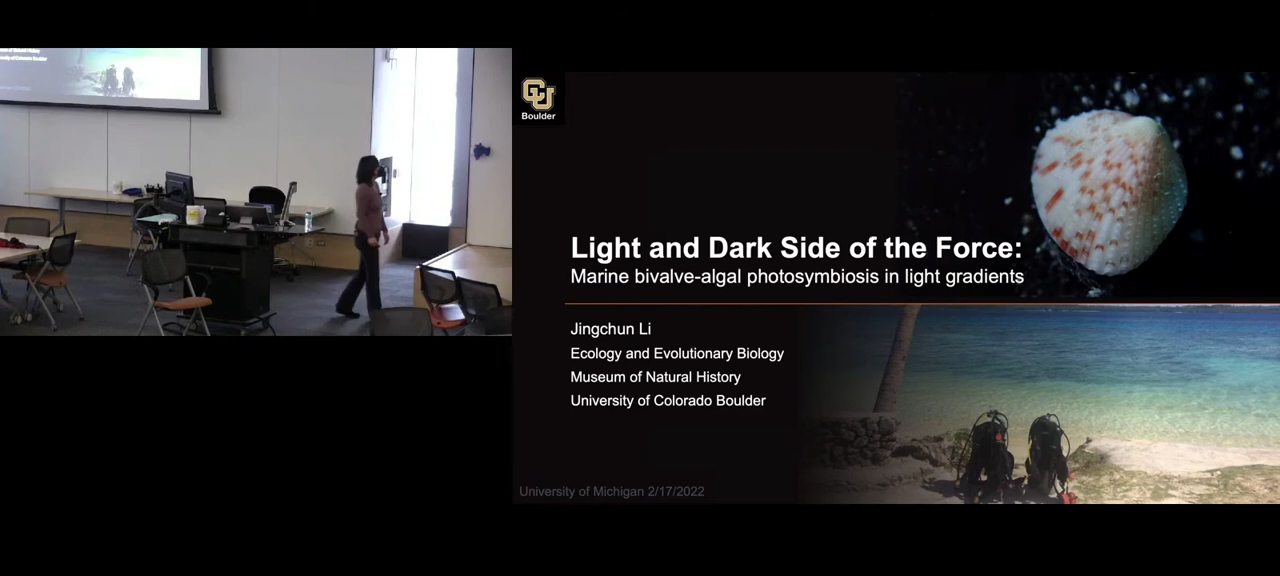 CU
Boulder
Light and Dark Side of the Force:
Marine bivalve-algal photosymbiosis in light gradients
Jingchun Li
Ecology and Evolutionary Biology
Museum of Natural History
University of Colorado Boulder
University of Michigan 2/17/2022